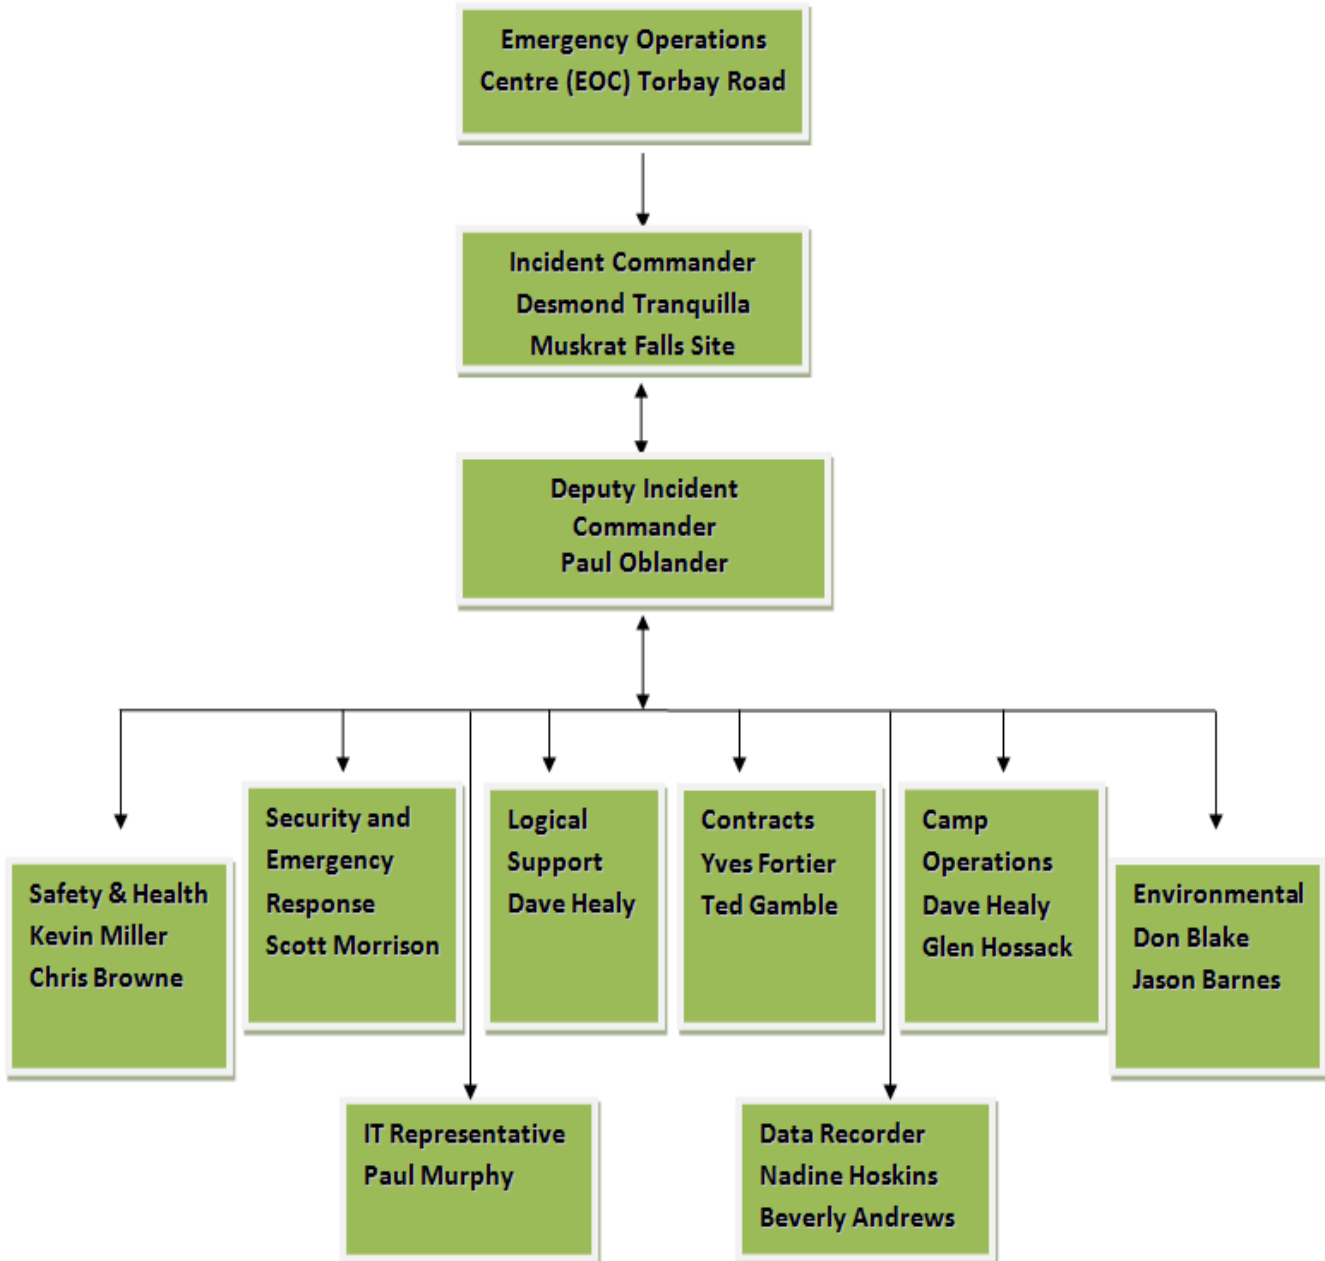 Emergency Operations
Centre (EOC) Torbay Road
Incident Commander
Desmond Tranquilla
Muskrat Falls Site
Deputy Incident
Commander
Paul Oblander
Safety & Health
Kevin Miller
Chris Browne
Security and
Emergency
Response
Scott Morrison
Logical
Support
Dave Healy
Contracts
Yves Fortier
Ted Gamble
Camp
Operations
Dave Healy
Glen Hossack
Environmental
Don Blake
Jason Barnes
IT Representative
Paul Murphy
Data Recorder
Nadine Hoskins
Beverly Andrews